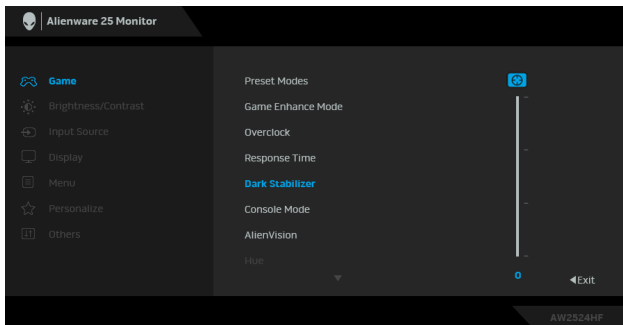 Alienware 25 Monitor
Game
Brightness/Contrast
Input Source
Display
Menu
Personalize
Others
Preset Modes
Game Enhance Mode
Overclock
Response Time
Dark Stabilizer
Console Mode
AlienVision
Hue
0
Exit
AW2524HF